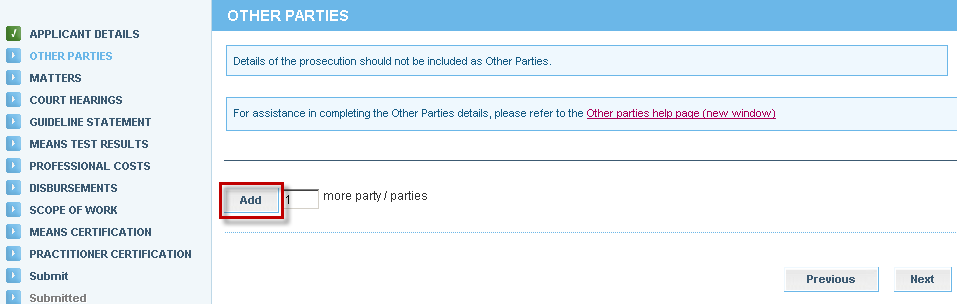 OTHER PARTIES
APPLICANT DETAILS
OTHER PARTIES
MATTERS
COURT HEARINGS
GUIDELINE STATEMENT
MEANS TEST RESULTS
PROFESSIONAL COSTS
DISBURSEMENTS
SCOPE OF WORK
MEANS CERTIFICATION
PRACTITIONER CERTIFICATION
Submit
Submitted
Details of the prosecution should not be included as Other Parties.
For assistance in completing the Other Parties details, please refer to the Other parties help page (new window)
Add 1 more party / parties
Previous Next